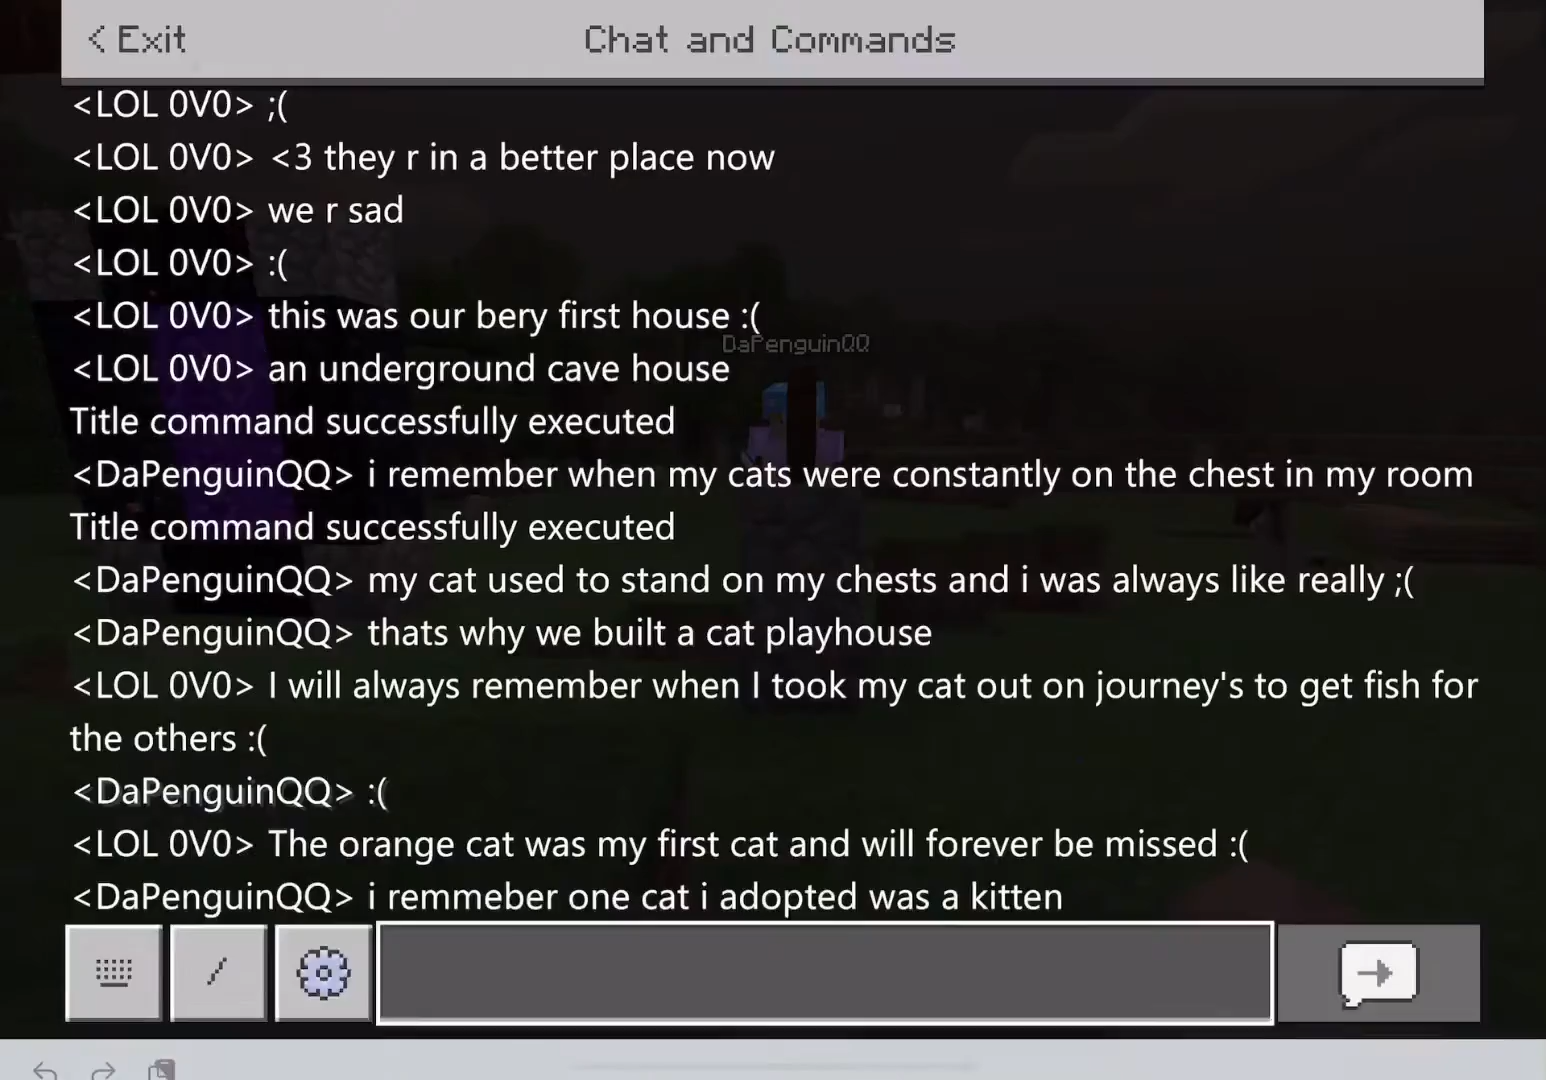 < Exit
Chat and Commands
<LOL 0V0> ;(
<LOL 0V0> <3 they r in a better place now
<LOL 0V0> we r sad
<LOL 0V0> :(
<LOL 0V0> this was our bery first house :(
DaPenguinQQ
<LOL 0V0> an underground cave house
Title command successfully executed
<DaPenguinQQ> i remember when my cats were constantly on the chest in my room
Title command successfully executed
<DaPenguinQQ> my cat used to stand on my chests and i was always like really ;(
<DaPenguinQQ> thats why we built a cat playhouse
<LOL 0V0> I will always remember when I took my cat out on journey's to get fish for
the others :(
<DaPenguinQQ> :(
<LOL 0V0> The orange cat was my first cat and will forever be missed :(
<DaPenguinQQ> i remmeber one cat i adopted was a kitten
/